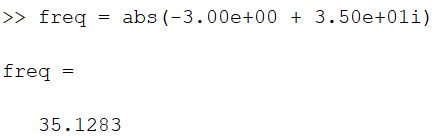 >> freq = abs(-3.00e+00 + 3.50e+01i)
freq =
35.1283